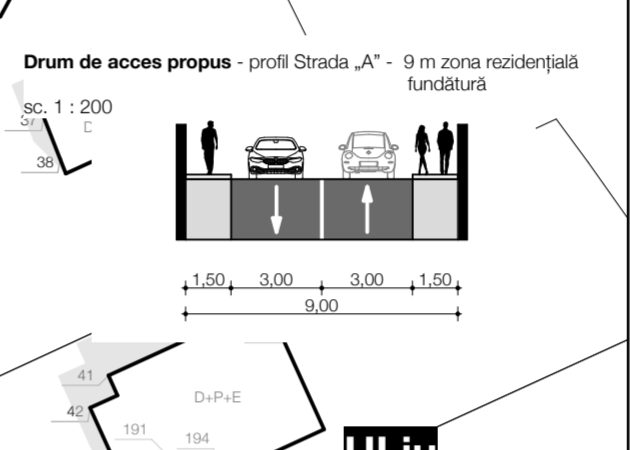 Drum de acces propus - profil Strada „A” - 9 m zona rezidențială
fundătură
sc. 1 : 200
37
38
1,50 3,00 3,00 1,50
9,00
41
D+P+E
42
191
194